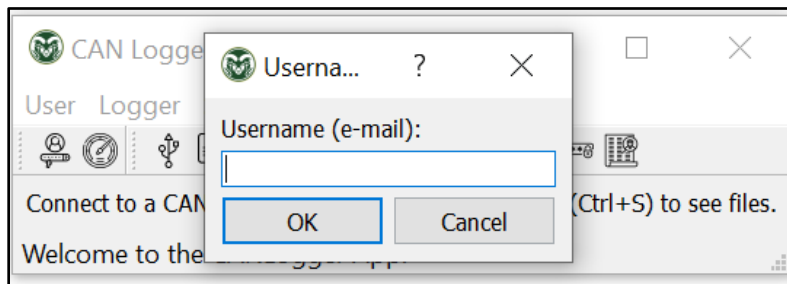 CAN Logge
Userna... ?
User Logger
Username (e-mail):
Connect to a CAN
(Ctrl+S) to see files.
OK
Cancel
Welcome to the